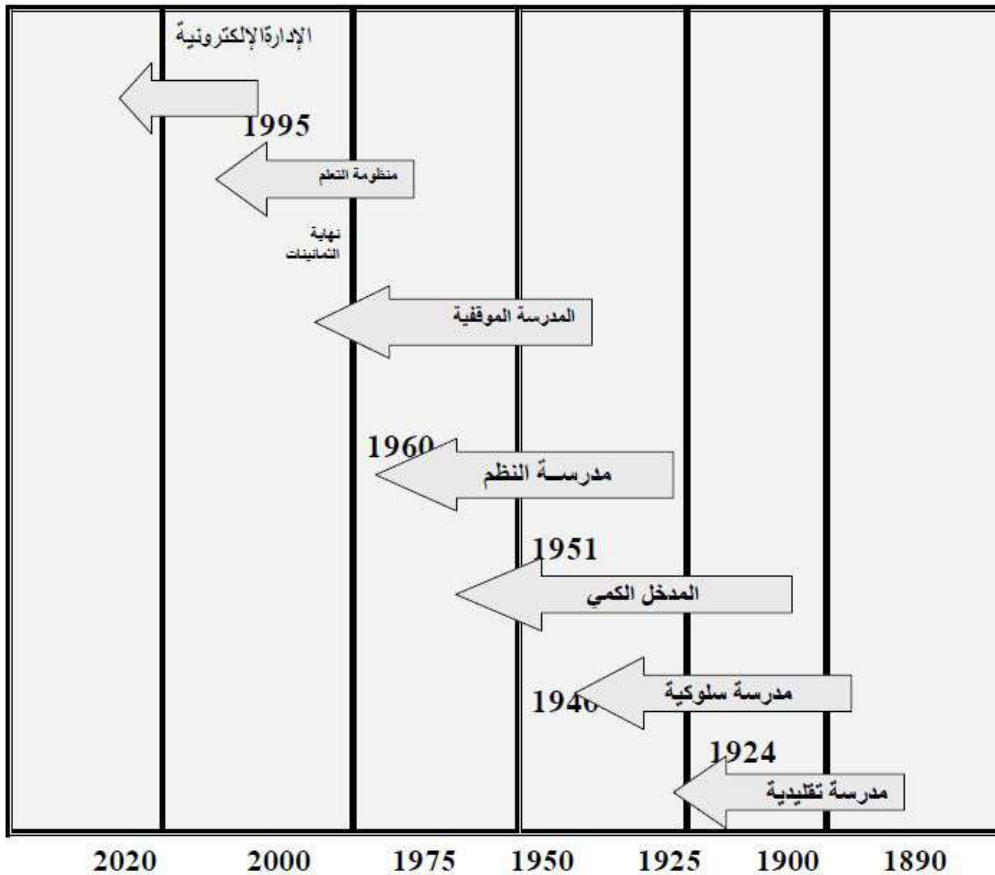 الإدارةالإلكترونية
1995
منظومة التعلم
نهاية
الثمانينات
المدرسة الموقفية
1960
مدرســة النظم
1951
المدخل الكمي
مدرسة سلوكية
1924
مدرسة تقليدية
1890 1900 1925 1950 1975 2000 2020